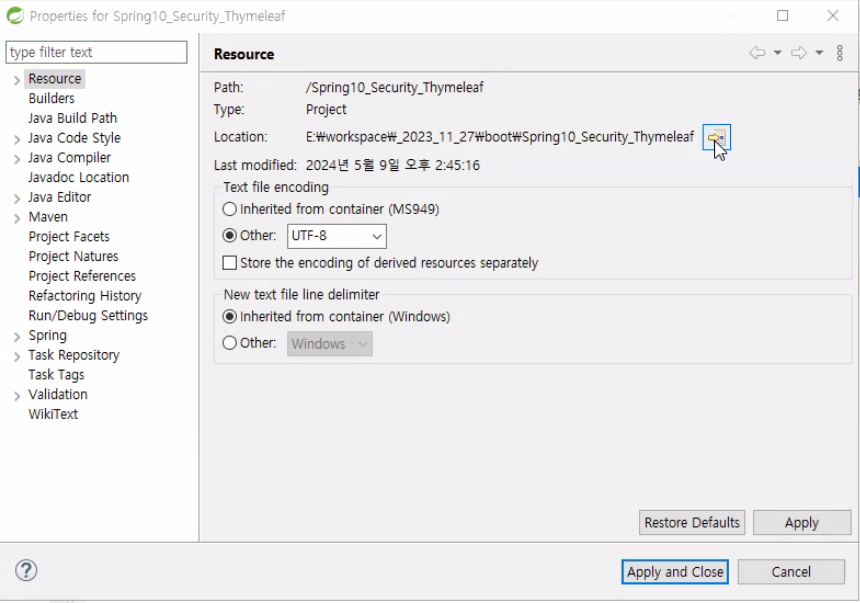 Properties for Spring10_Security_Thymeleaf
type filter text
Resource
Builders
Java Build Path
Java Code Style
Java Compiler
Javadoc Location
Java Editor
Maven
Project Facets
Project Natures
Project References
Refactoring History
Run/Debug Settings
Spring
Task Repository
Task Tags
Validation
WikiText
Resource
Path: /Spring10_Security_Thymeleaf
Type: Project
Location: E:₩workspace₩_2023_11_27₩boot₩Spring10_Security_Thymeleaf
Last modified: 2024년 5월 9일 오후 2:45:16
Text file encoding
Inherited from container (MS949)
Other: UTF-8
Store the encoding of derived resources separately
New text file line delimiter
Inherited from container (Windows)
Other: Windows
Restore Defaults Apply
? Apply and Close Cancel